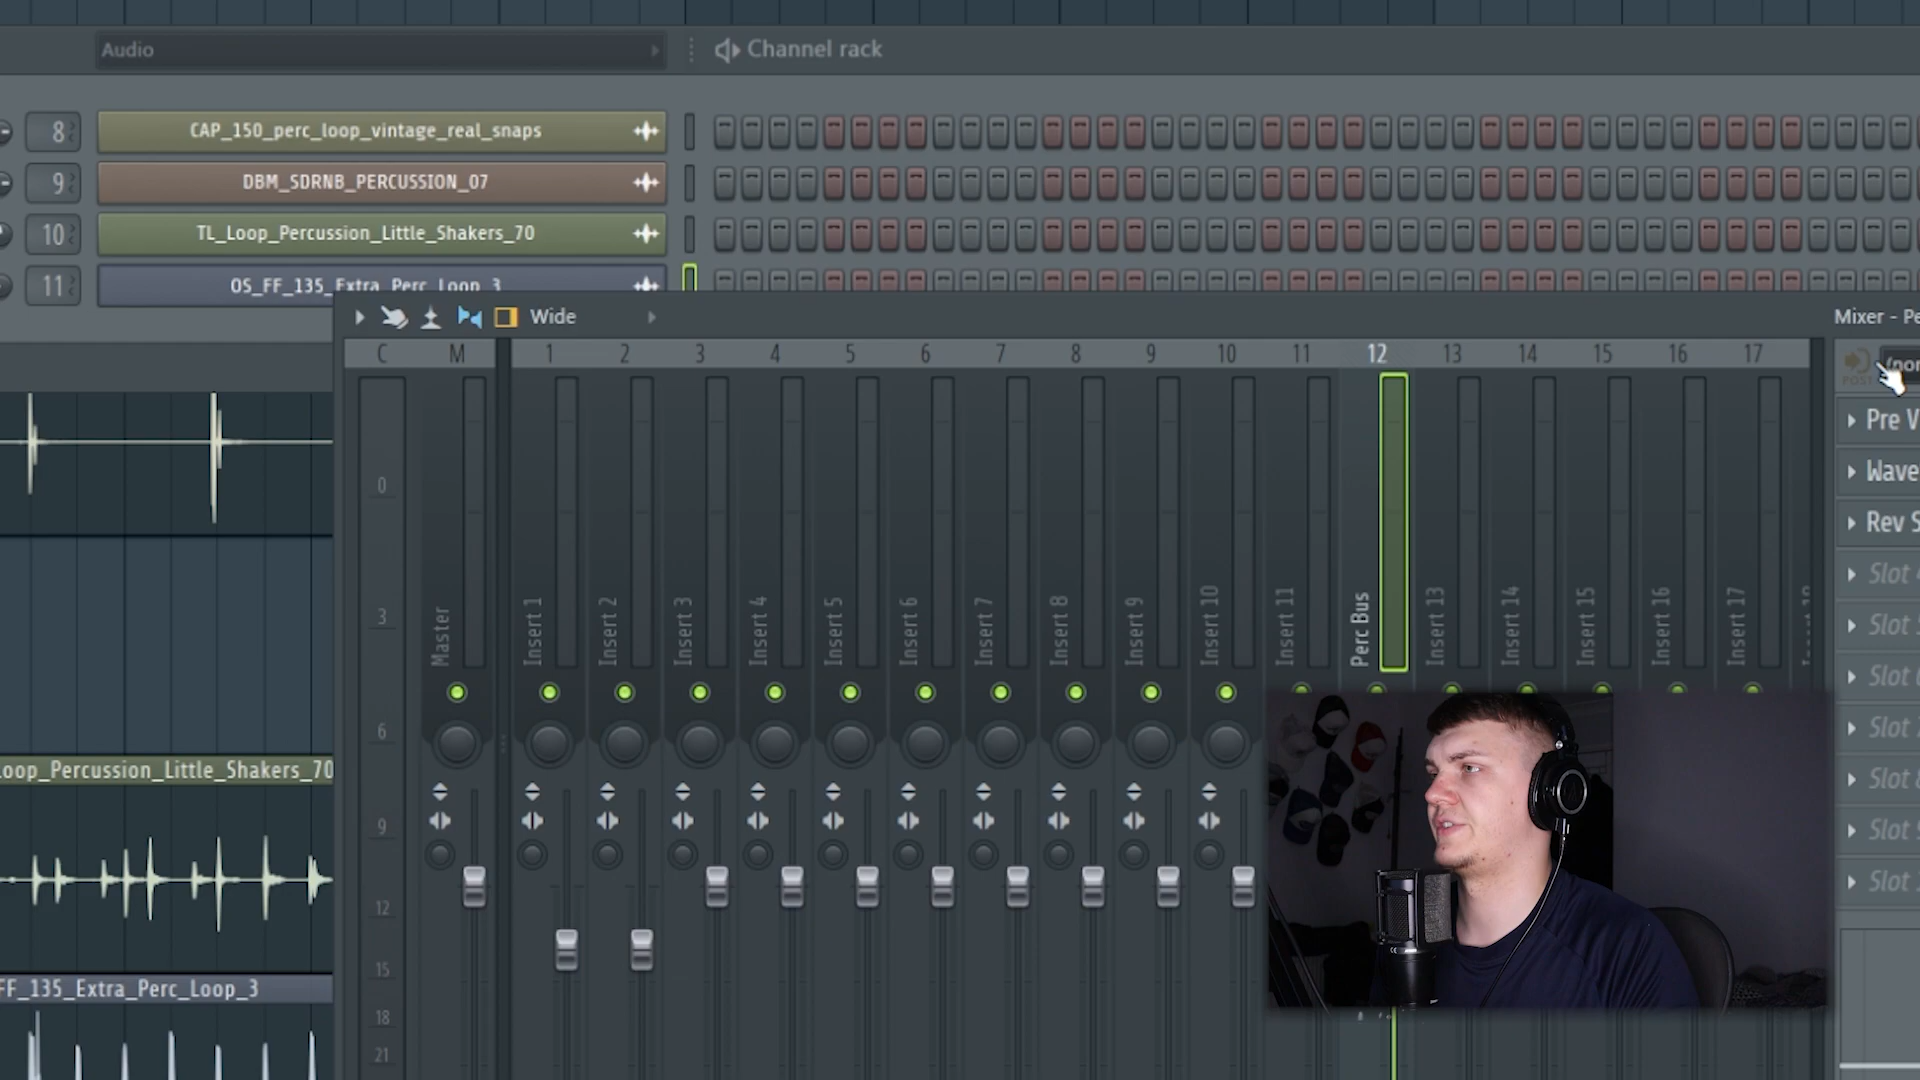 Audio
Channel rack
8 CAP_150_perc_loop_vintage_real_snaps
9 DBM_SDRNB_PERCUSSION_07
10 TL_Loop_Percussion_Little_Shakers_70
11 OS_FF_135_Extra_Perc_Loop_3
Wide
Mixer - Pe
C M 1 2 3 4 5 6 7 8 9 10 11 12 13 14 15 16 17
POST (non
Pre V
Wave
Rev S
Slot
Slot
Slot
Slot
Slot
Slot
Slot
0
3
6
9
12
15
18
21
Master
Insert 1
Insert 2
Insert 3
Insert 4
Insert 5
Insert 6
Insert 7
Insert 8
Insert 9
Insert 10
Insert 11
Perc Bus
Insert 13
Insert 14
Insert 15
Insert 16
Insert 17
oop_Percussion_Little_Shakers_70
FF_135_Extra_Perc_Loop_3